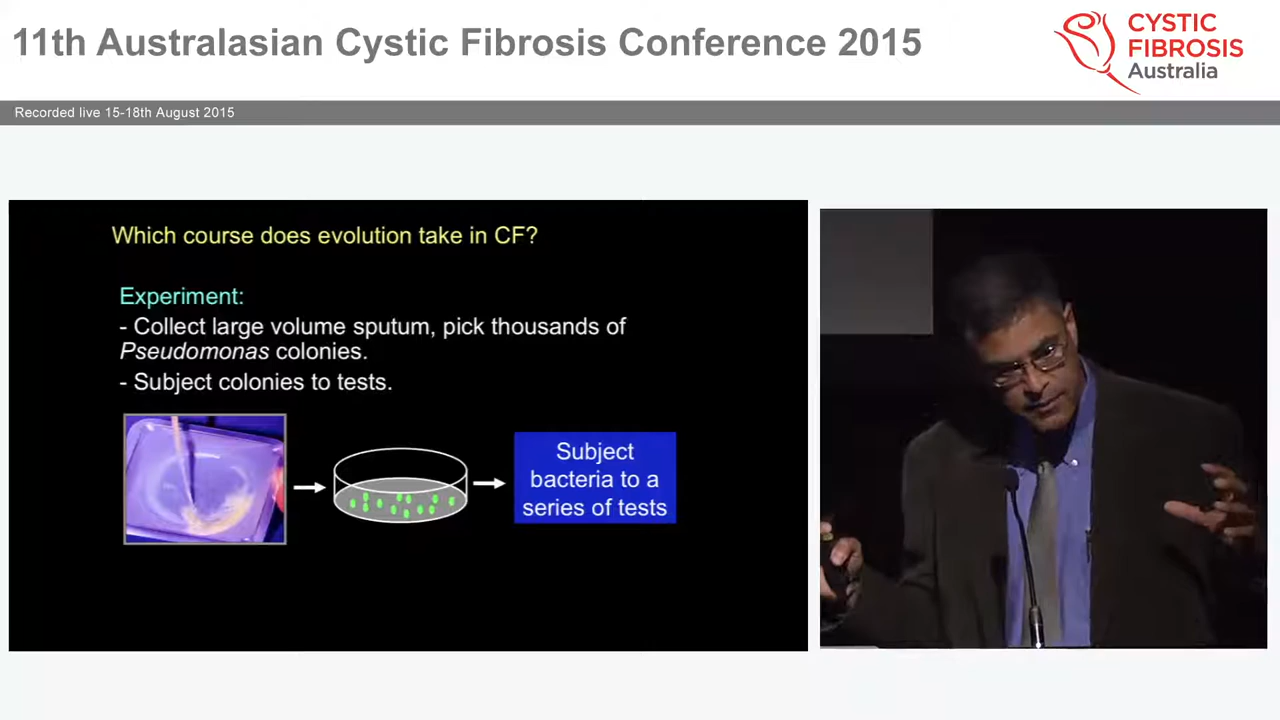 11th Australasian Cystic Fibrosis Conference 2015
CYSTIC
FIBROSIS
Australia
Recorded live 15-18th August 2015
Which course does evolution take in CF?
Experiment:
- Collect large volume sputum, pick thousands of
Pseudomonas colonies.
- Subject colonies to tests.
Subject
bacteria to a
series of tests